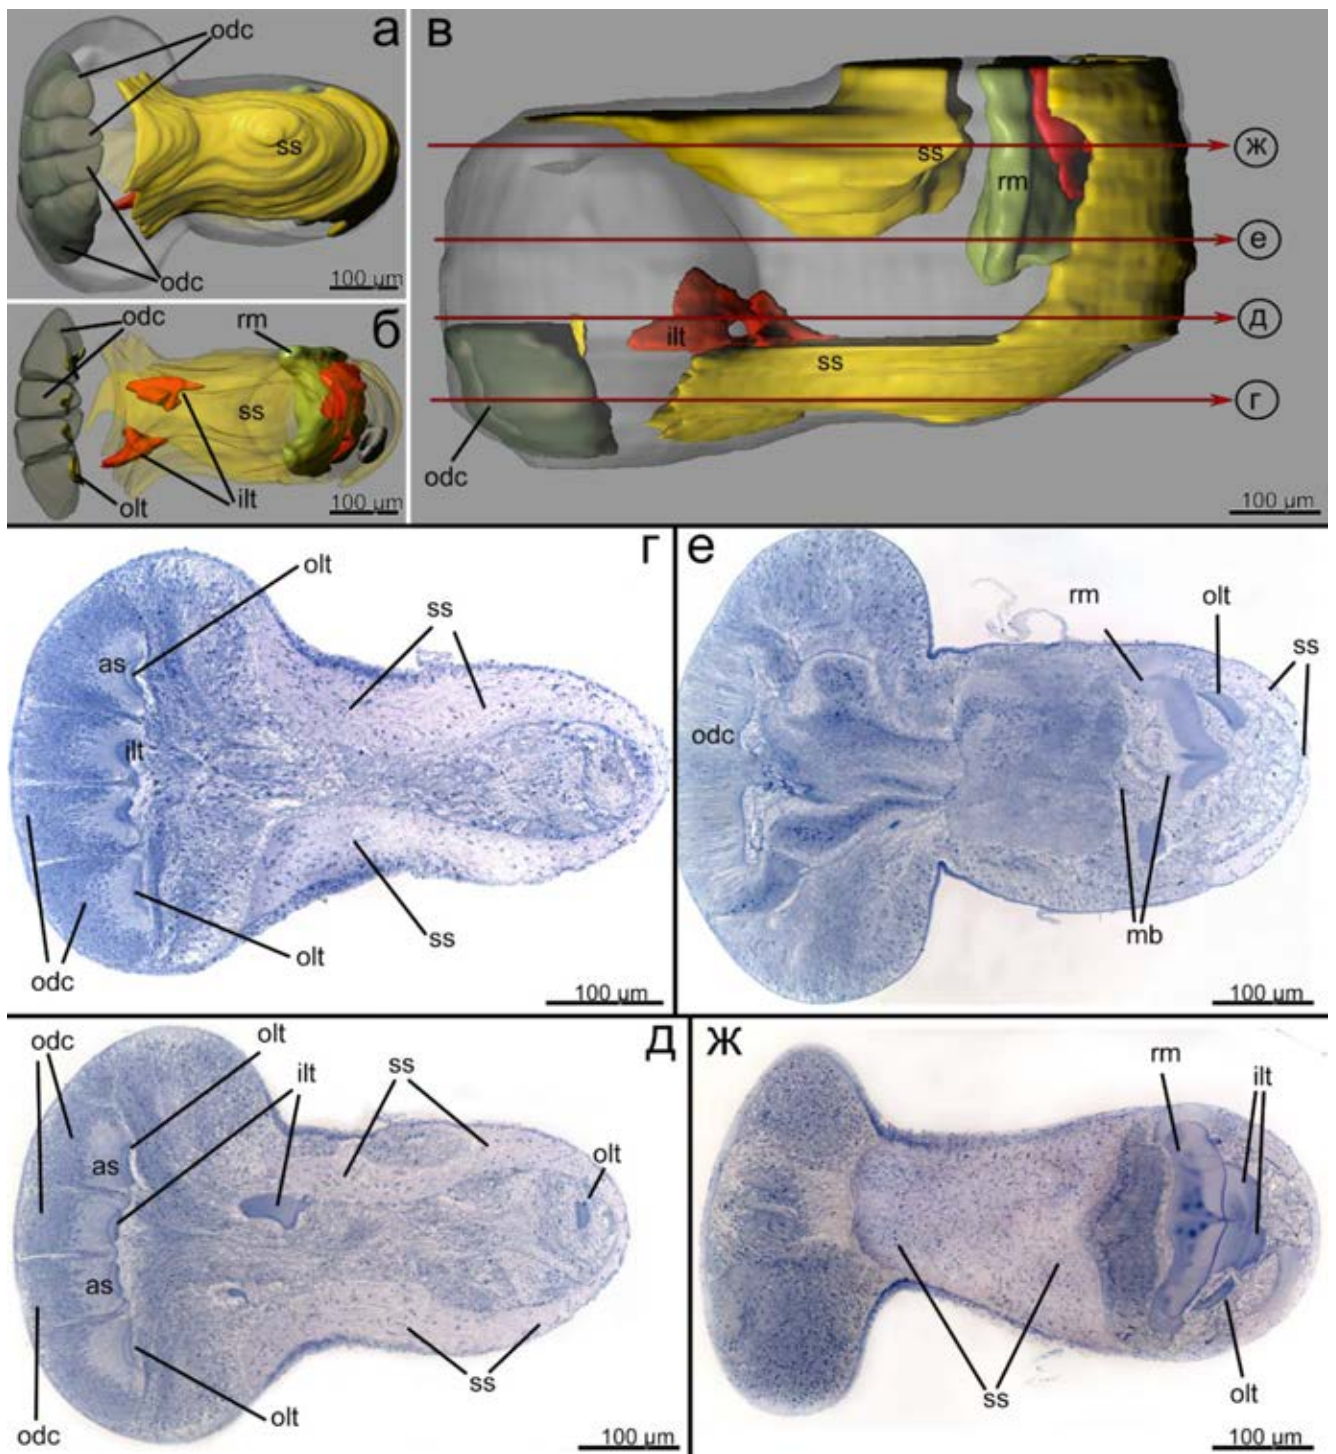 а
odc
ss
odc
100 µm
б
odc
rm
ss
olt
ilt
100 µm
в
ss
rm
ж
е
ilt
ss
д
г
odc
100 µm
г
olt
ss
as
ilt
odc
olt
ss
100 µm
е
rm
olt
ss
odc
mb
100 µm
д
odc
olt
ilt
ss
as
olt
as
odc
olt
ss
100 µm
ж
rm
ilt
ss
olt
100 µm